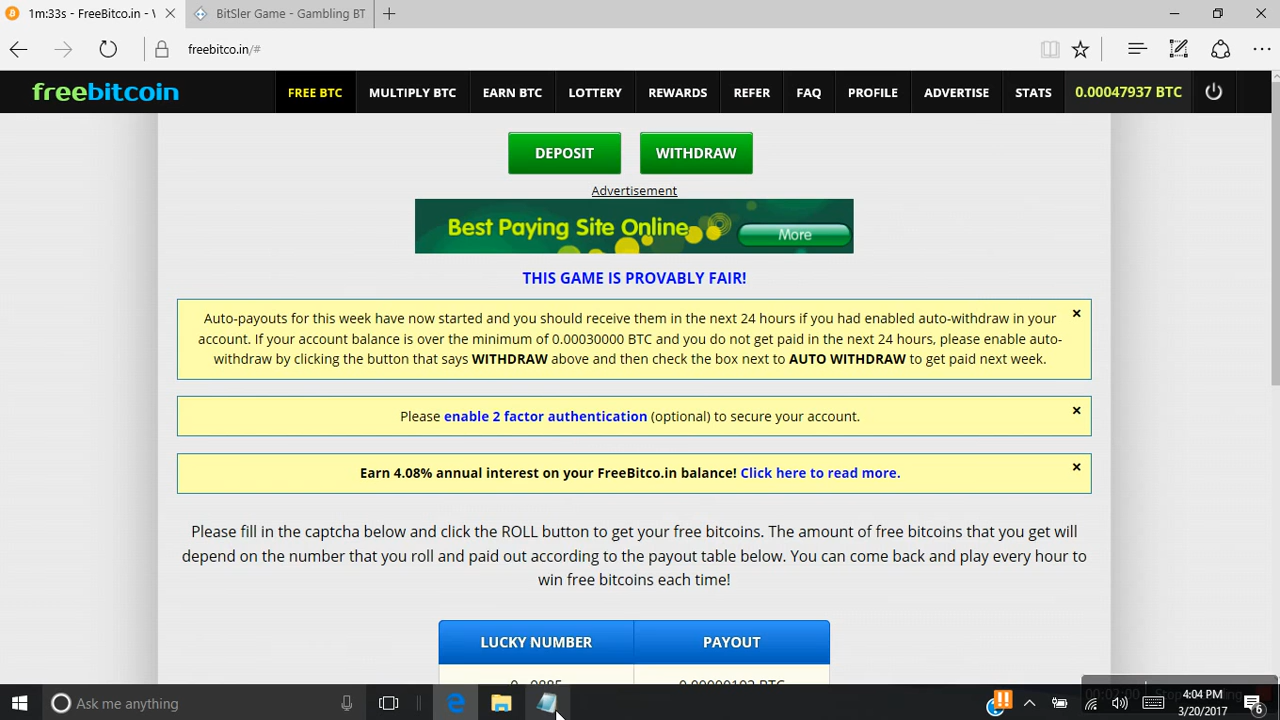 1m:33s - FreeBitco.in - W
BitSler Game - Gambling BT
freebitco.in/#
freebitcoin
FREE BTC
MULTIPLY BTC
EARN BTC
LOTTERY
REWARDS
REFER
FAQ
PROFILE
ADVERTISE
STATS
0.00047937 BTC
DEPOSIT
WITHDRAW
Advertisement
Best Paying Site Online
More
THIS GAME IS PROVABLY FAIR!
Auto-payouts for this week have now started and you should receive them in the next 24 hours if you had enabled auto-withdraw in your
account. If your account balance is over the minimum of 0.00030000 BTC and you do not get paid in the next 24 hours, please enable auto-
withdraw by clicking the button that says WITHDRAW above and then check the box next to AUTO WITHDRAW to get paid next week.
Please enable 2 factor authentication (optional) to secure your account.
Earn 4.08% annual interest on your FreeBitco.in balance! Click here to read more.
Please fill in the captcha below and click the ROLL button to get your free bitcoins. The amount of free bitcoins that you get will
depend on the number that you roll and paid out according to the payout table below. You can come back and play every hour to
win free bitcoins each time!
LUCKY NUMBER
PAYOUT
0 - 9885
0.00000102 BTC
Ask me anything
00:02:00
4:04 PM
3/20/2017
6